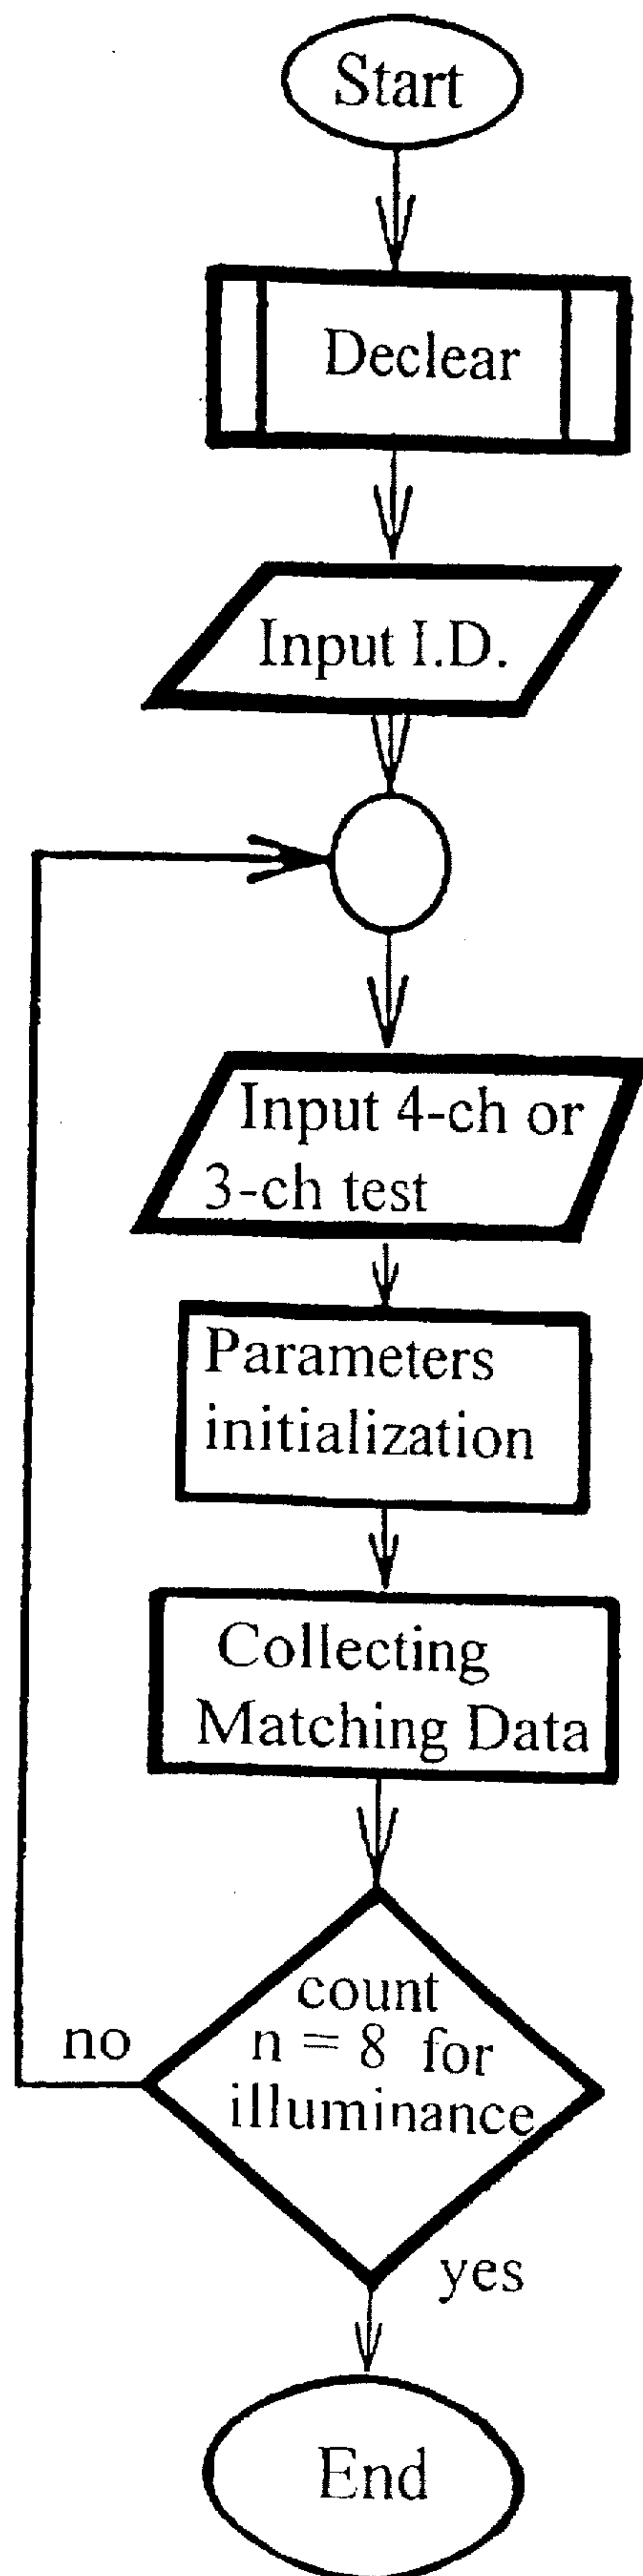 Start
Declear
Input I.D.
Input 4-ch or
3-ch test
Parameters
initialization
Collecting
Matching Data
count
n = 8 for
illuminance
no
yes
End